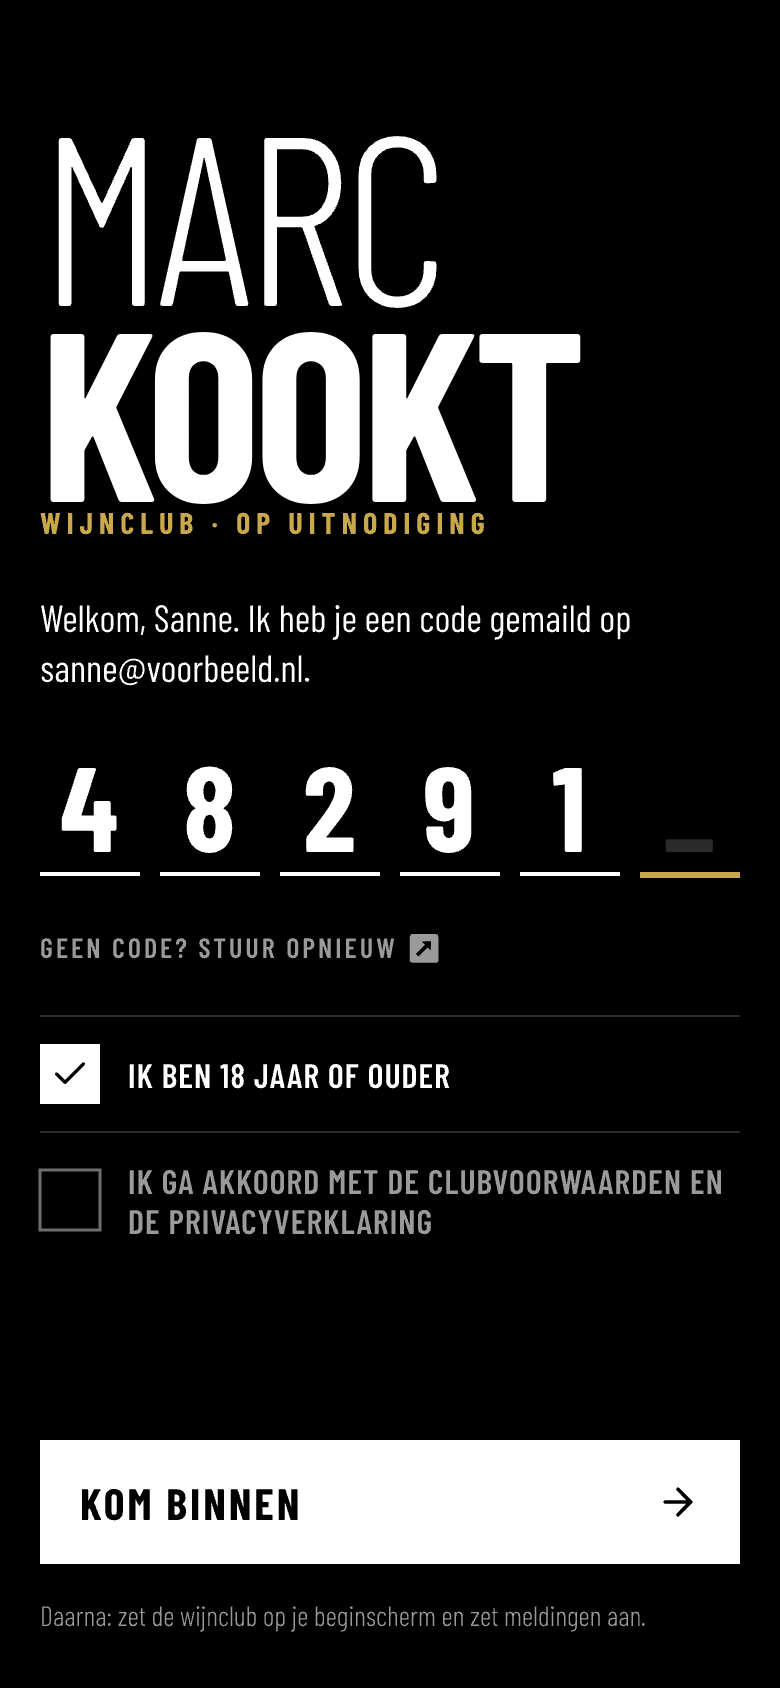 MARC
KOOKT
WIJNCLUB · OP UITNODIGING
Welkom, Sanne. Ik heb je een code gemaild op
sanne@voorbeeld.nl.
4 8 2 9 1 _
GEEN CODE? STUUR OPNIEUW
IK BEN 18 JAAR OF OUDER
IK GA AKKOORD MET DE CLUBVOORWAARDEN EN
DE PRIVACYVERKLARING
KOM BINNEN
Daarna: zet de wijnclub op je beginscherm en zet meldingen aan.